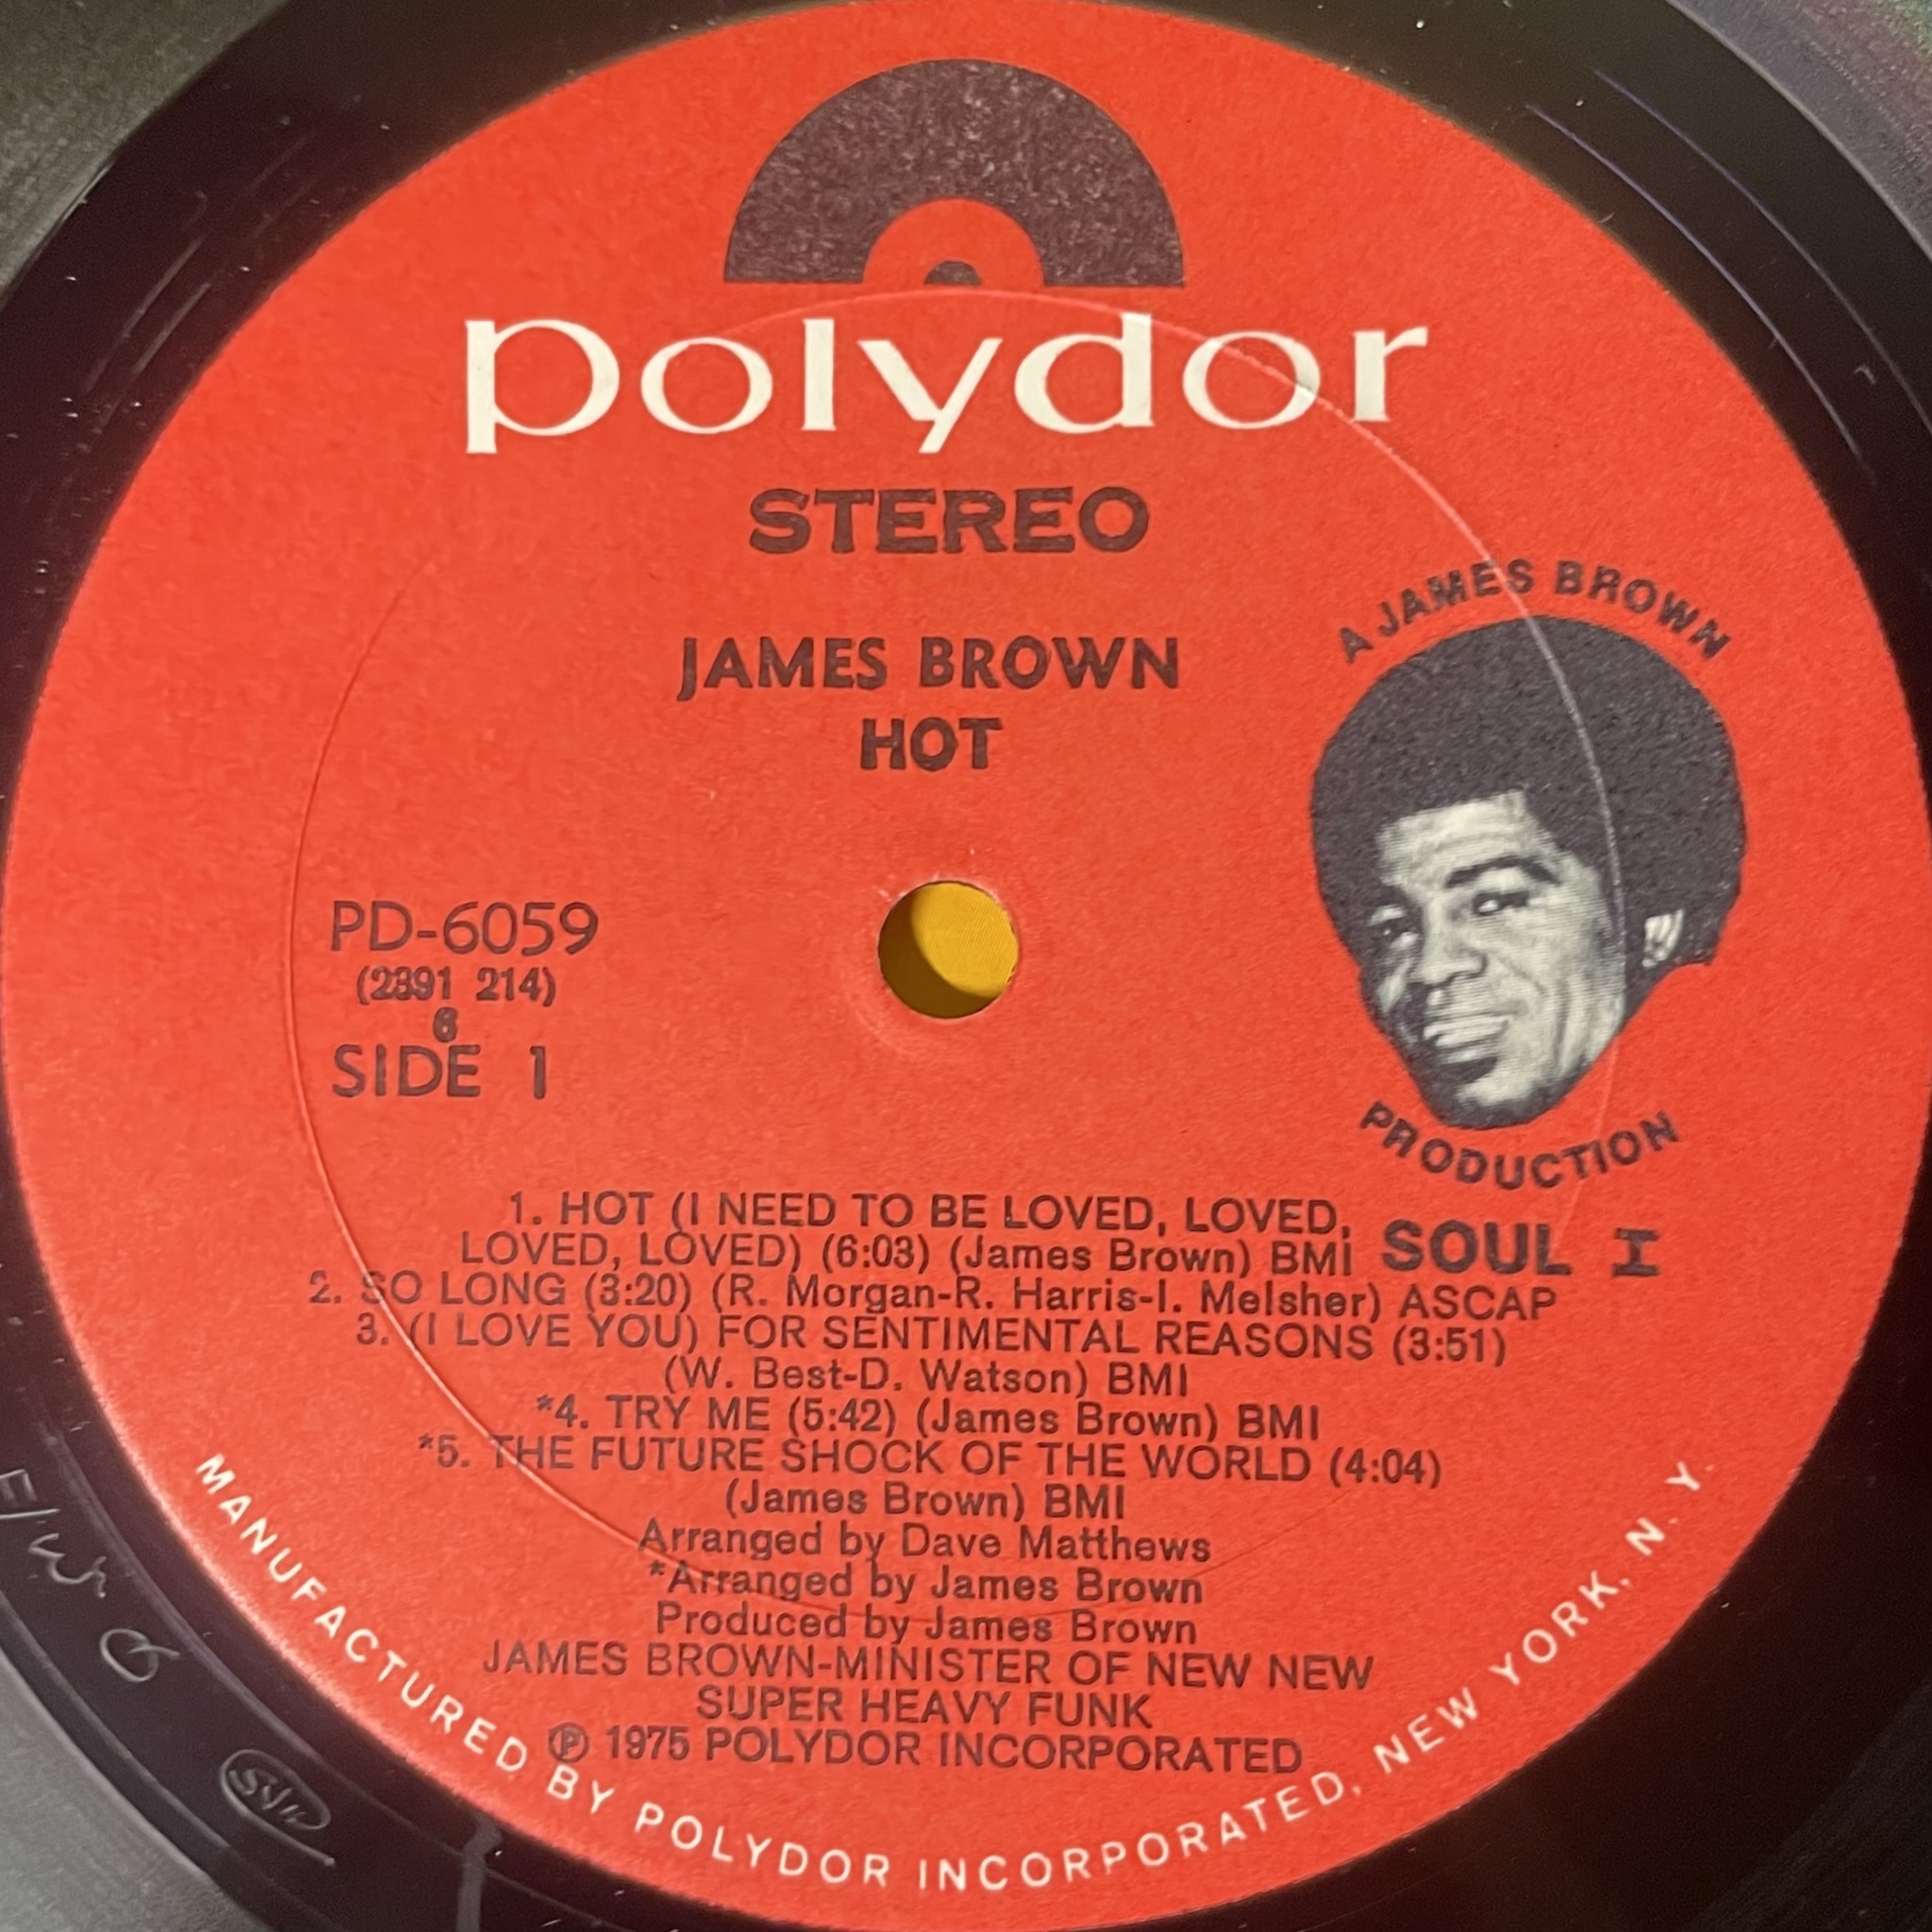 polydor
STEREO
JAMES BROWN
HOT
A JAMES BROWN
PRODUCTION
PD-6059
(2391 214)
6
SIDE 1
SOUL I
1. HOT (I NEED TO BE LOVED, LOVED,
LOVED, LOVED) (6:03) (James Brown) BMI
2. SO LONG (3:20) (R. Morgan-R. Harris-I. Melsher) ASCAP
3. (I LOVE YOU) FOR SENTIMENTAL REASONS (3:51)
(W. Best-D. Watson) BMI
*4. TRY ME (5:42) (James Brown) BMI
*5. THE FUTURE SHOCK OF THE WORLD (4:04)
(James Brown) BMI
Arranged by Dave Matthews
*Arranged by James Brown
Produced by James Brown
JAMES BROWN-MINISTER OF NEW NEW
SUPER HEAVY FUNK
℗ 1975 POLYDOR INCORPORATED
MANUFACTURED BY POLYDOR INCORPORATED, NEW YORK, N. Y.